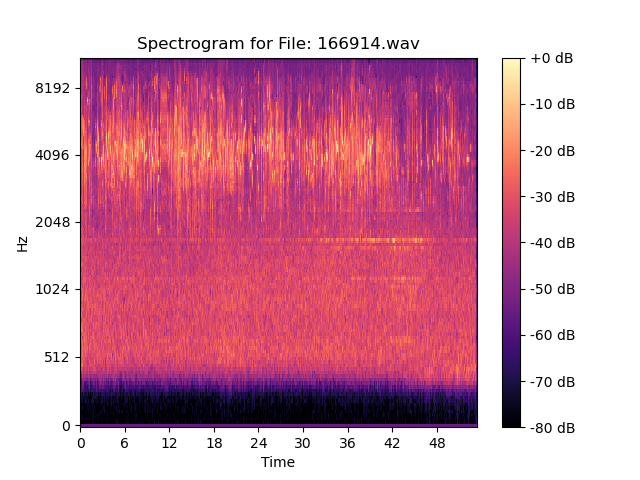 Spectrogram for File: 166914.wav
8192
4096
2048
1024
512
0
Hz
0 6 12 18 24 30 36 42 48
Time
+0 dB
-10 dB
-20 dB
-30 dB
-40 dB
-50 dB
-60 dB
-70 dB
-80 dB